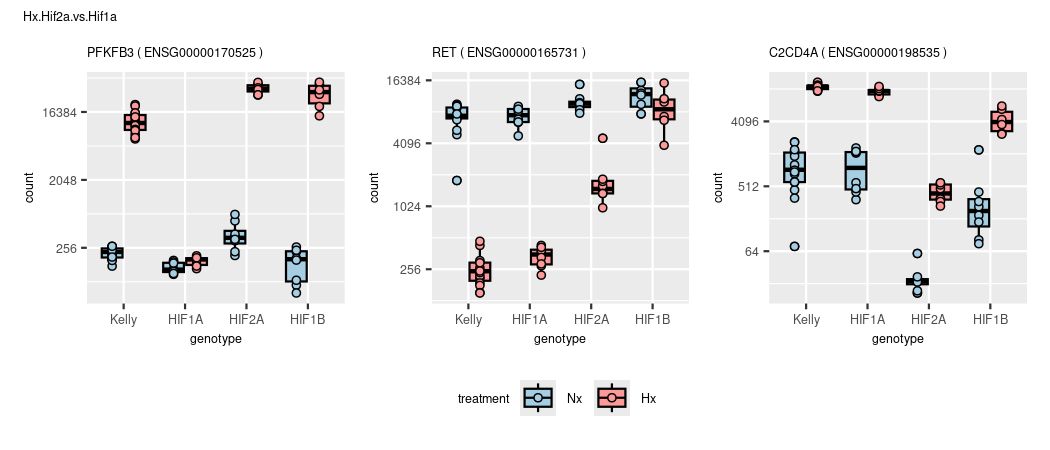 Hx.Hif2a.vs.Hif1a
PFKFB3 ( ENSG00000170525 )
count
16384
2048
256
Kelly HIF1A HIF2A HIF1B
genotype
RET ( ENSG00000165731 )
count
16384
4096
1024
256
Kelly HIF1A HIF2A HIF1B
genotype
C2CD4A ( ENSG00000198535 )
count
4096
512
64
Kelly HIF1A HIF2A HIF1B
genotype
treatment Nx Hx